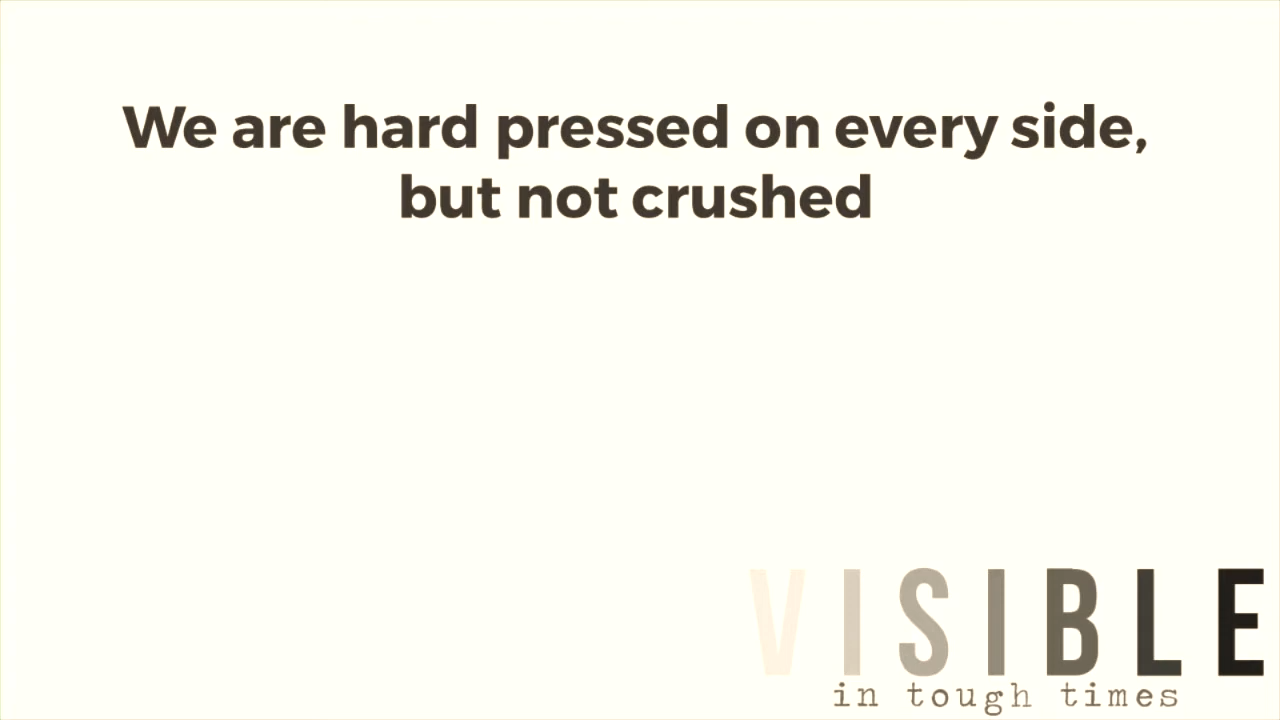 We are hard pressed on every side,
but not crushed
VISIBLE
in tough times